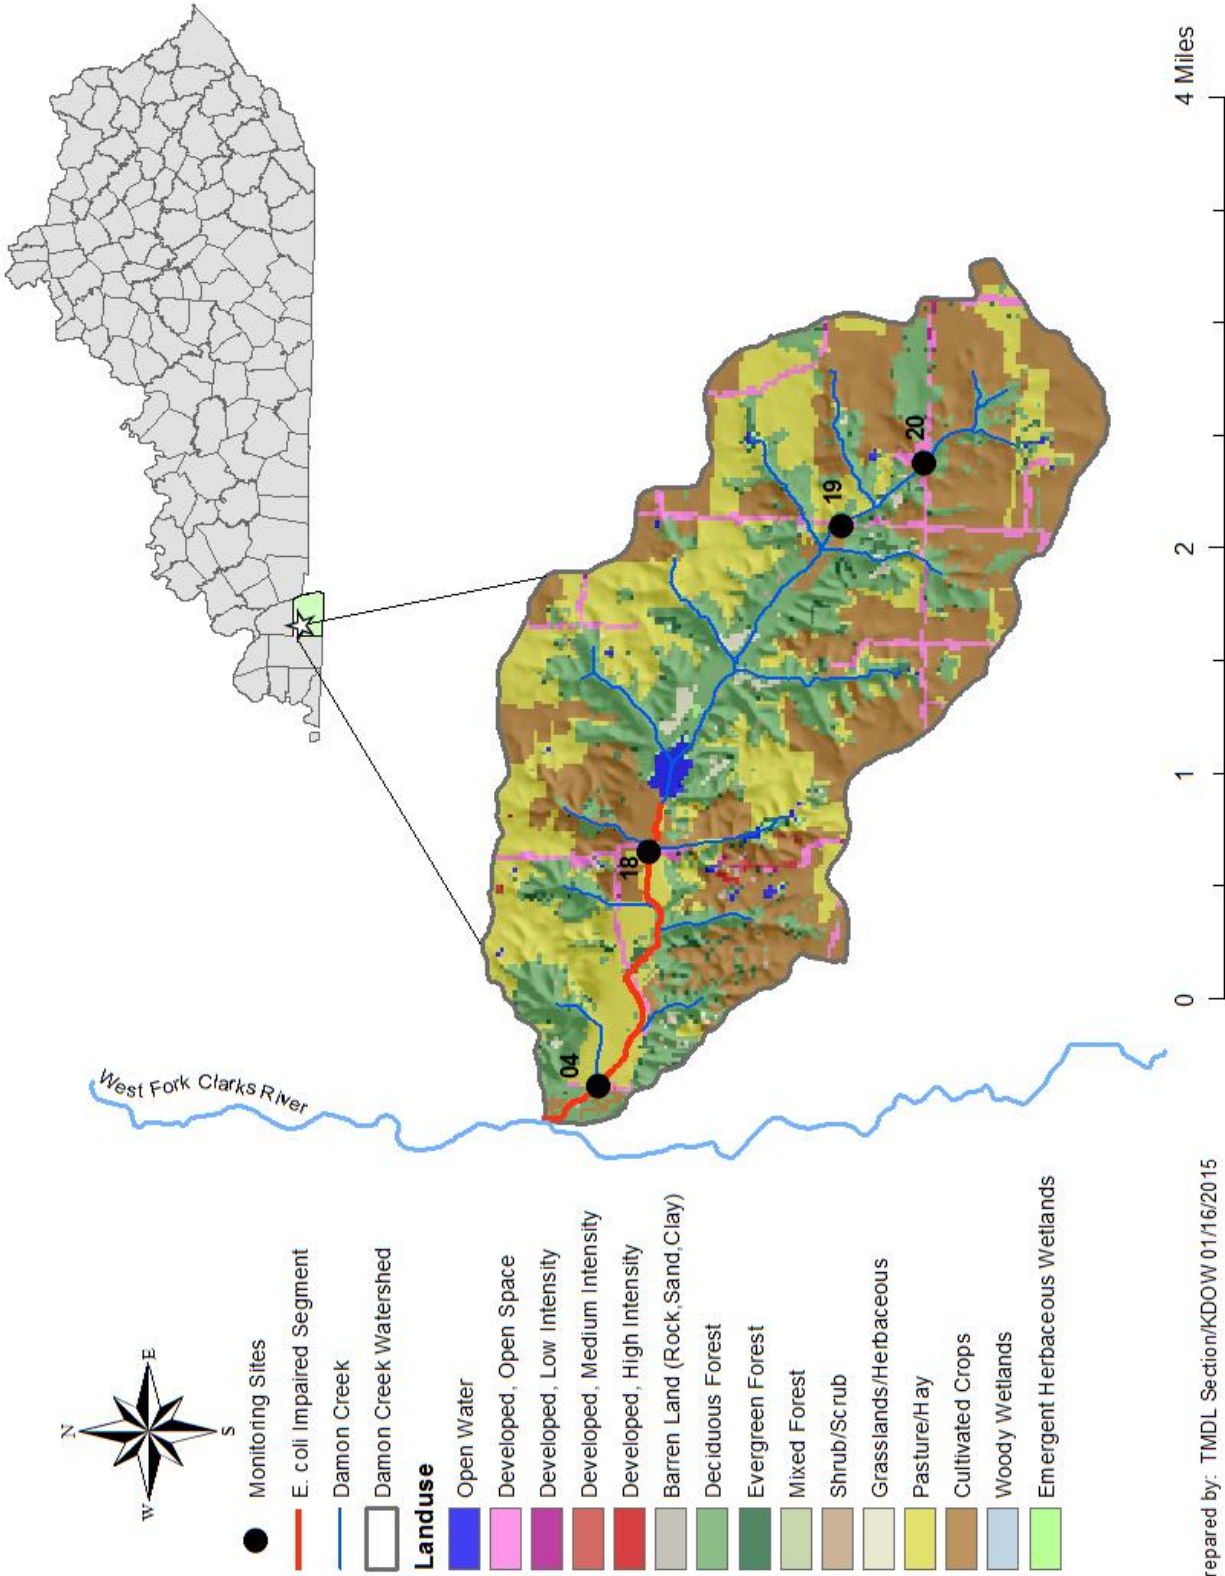 N
W
E
S
Monitoring Sites
E. coli Impaired Segment
Damon Creek
Damon Creek Watershed
Landuse
Open Water
Developed, Open Space
Developed, Low Intensity
Developed, Medium Intensity
Developed, High Intensity
Barren Land (Rock,Sand,Clay)
Deciduous Forest
Evergreen Forest
Mixed Forest
Shrub/Scrub
Grasslands/Herbaceous
Pasture/Hay
Cultivated Crops
Woody Wetlands
Emergent Herbaceous Wetlands
West Fork Clarks River
04
18
19
20
0
1
2
4 Miles
repared by: TMDL Section/KDOW 01/16/2015